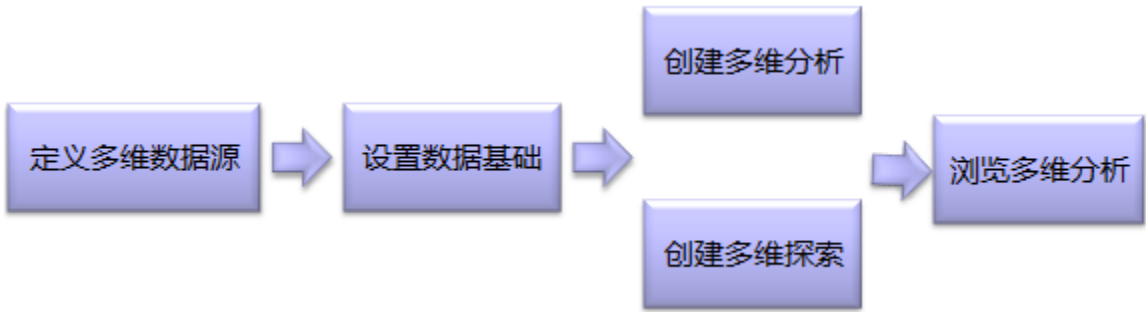 定义多维数据源
设置数据基础
创建多维分析
创建多维探索
浏览多维分析